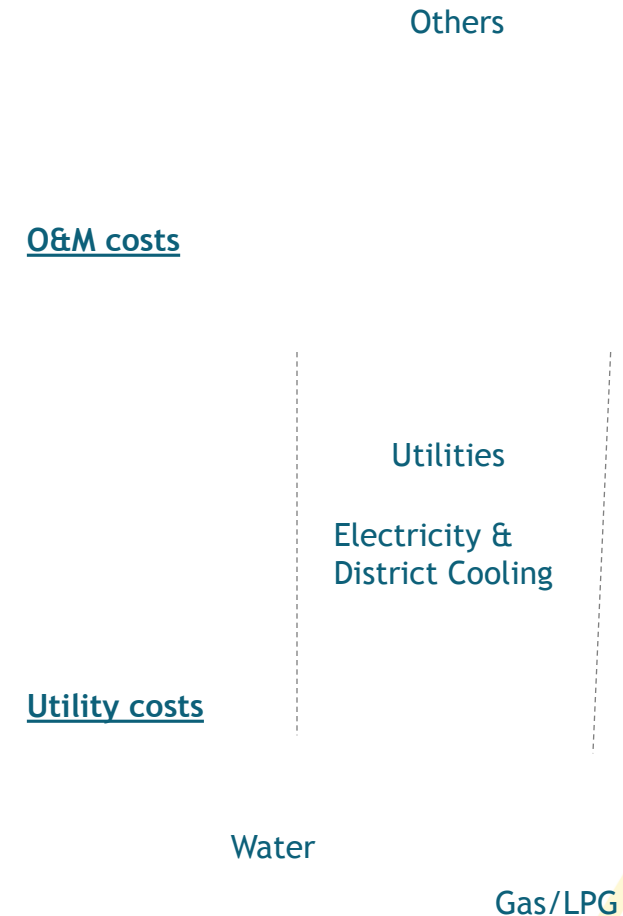 Others
O&M costs
Utilities
Electricity &
District Cooling
Utility costs
Water
Gas/LPG